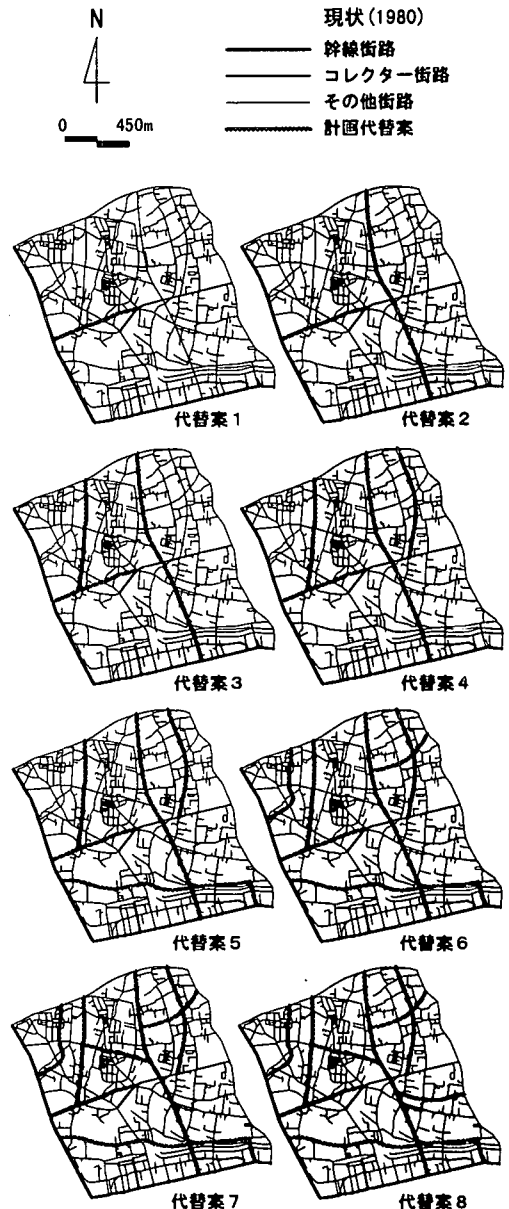 N
0 450m
現状(1980)
幹線街路
コレクター街路
その他街路
計画代替案
代替案1
代替案2
代替案3
代替案4
代替案5
代替案6
代替案7
代替案8